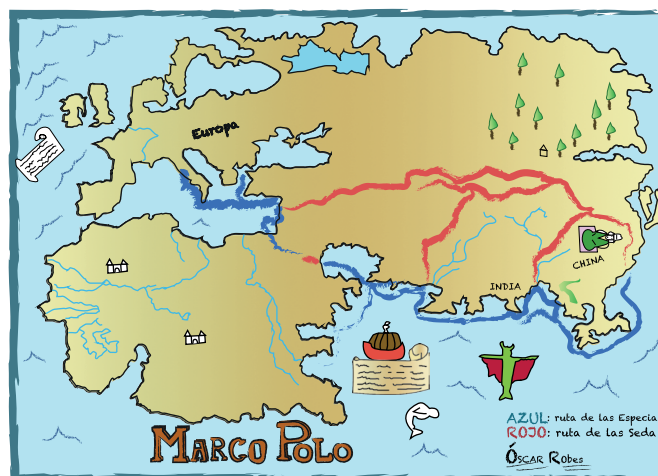 Europa
CHINA
INDIA
MARCO POLO
AZUL: ruta de las Especia
ROJO: ruta de las Seda
ÓSCAR Robes